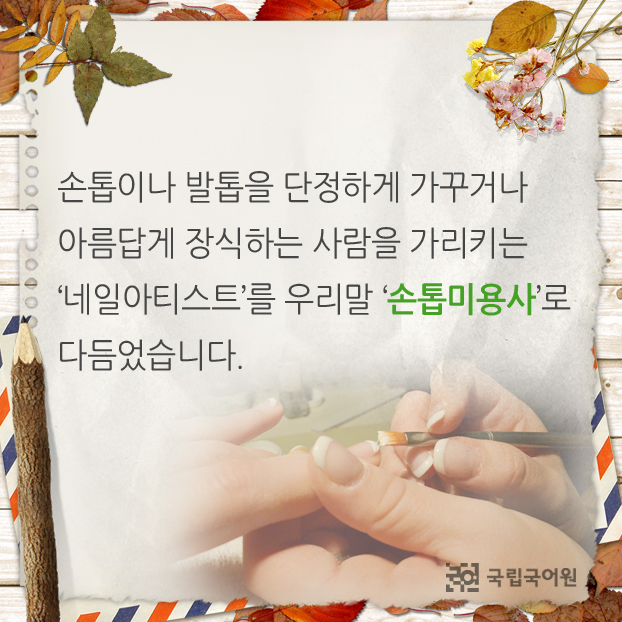 손톱이나 발톱을 단정하게 가꾸거나
아름답게 장식하는 사람을 가리키는
‘네일아티스트’를 우리말 ‘손톱미용사’로
다듬었습니다.
국립국어원